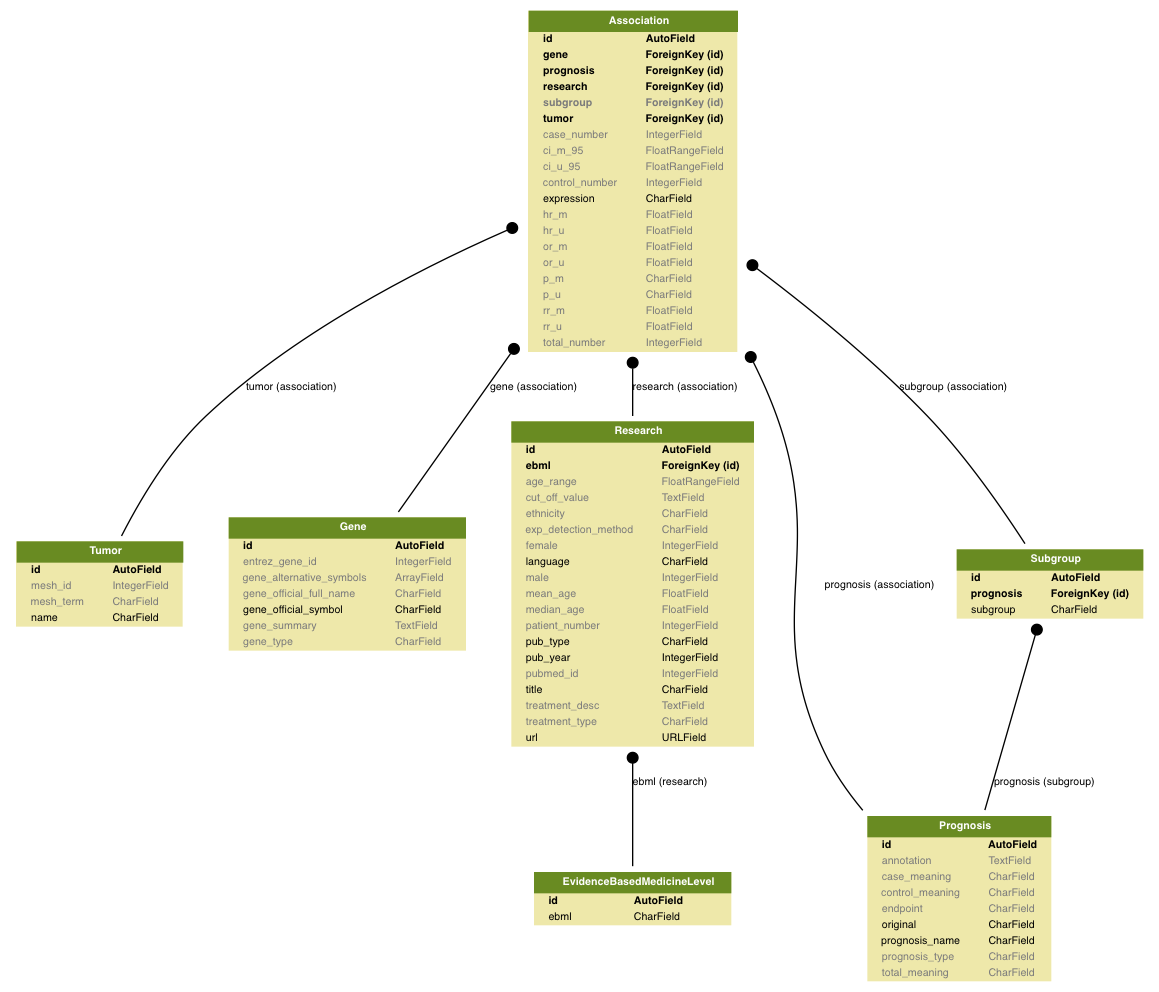 Association
id AutoField
gene ForeignKey (id)
prognosis ForeignKey (id)
research ForeignKey (id)
subgroup ForeignKey (id)
tumor ForeignKey (id)
case_number IntegerField
ci_m_95 FloatRangeField
ci_u_95 FloatRangeField
control_number IntegerField
expression CharField
hr_m FloatField
hr_u FloatField
or_m FloatField
or_u FloatField
p_m CharField
p_u CharField
rr_m FloatField
rr_u FloatField
total_number IntegerField
tumor (association)
gene (association)
research (association)
subgroup (association)
prognosis (association)
Tumor
id AutoField
mesh_id IntegerField
mesh_term CharField
name CharField
Gene
id AutoField
entrez_gene_id IntegerField
gene_alternative_symbols ArrayField
gene_official_full_name CharField
gene_official_symbol CharField
gene_summary TextField
gene_type CharField
Research
id AutoField
ebml ForeignKey (id)
age_range FloatRangeField
cut_off_value TextField
ethnicity CharField
exp_detection_method CharField
female IntegerField
language CharField
male IntegerField
mean_age FloatField
median_age FloatField
patient_number IntegerField
pub_type CharField
pub_year IntegerField
pubmed_id IntegerField
title CharField
treatment_desc TextField
treatment_type CharField
url URLField
Subgroup
id AutoField
prognosis ForeignKey (id)
subgroup CharField
ebml (research)
prognosis (subgroup)
EvidenceBasedMedicineLevel
id AutoField
ebml CharField
Prognosis
id AutoField
annotation TextField
case_meaning CharField
control_meaning CharField
endpoint CharField
original CharField
prognosis_name CharField
prognosis_type CharField
total_meaning CharField